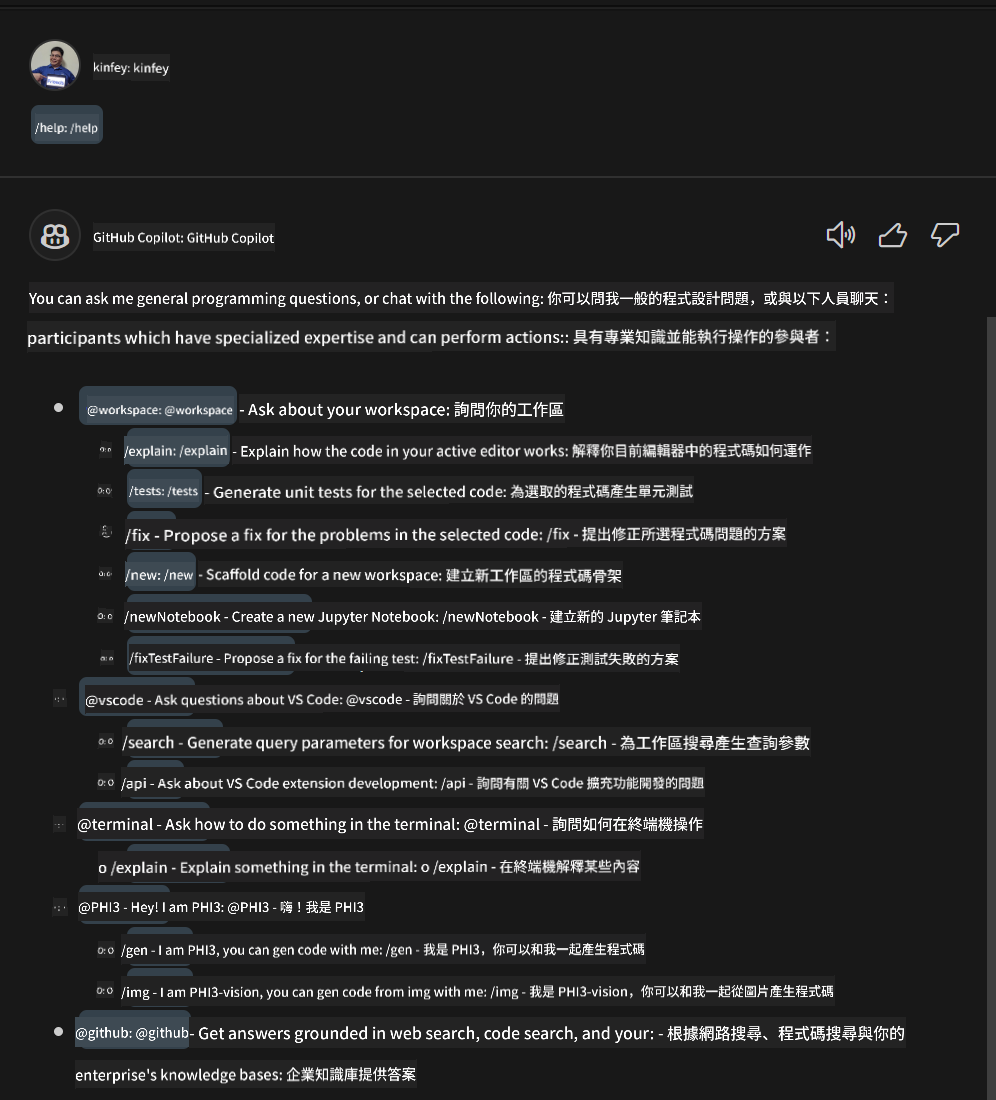 kinfey: kinfey
/help: /help
GitHub Copilot: GitHub Copilot
You can ask me general programming questions, or chat with the following: 你可以問我一般的程式設計問題，或與以下人員聊天：
participants which have specialized expertise and can perform actions:: 具有專業知識並能執行操作的參與者：
@workspace: @workspace - Ask about your workspace: 詢問你的工作區
/explain: /explain - Explain how the code in your active editor works: 解釋你目前編輯器中的程式碼如何運作
/tests: /tests - Generate unit tests for the selected code: 為選取的程式碼產生單元測試
/fix - Propose a fix for the problems in the selected code: /fix - 提出修正所選程式碼問題的方案
/new: /new - Scaffold code for a new workspace: 建立新工作區的程式碼骨架
/newNotebook - Create a new Jupyter Notebook: /newNotebook - 建立新的 Jupyter 筆記本
/fixTestFailure - Propose a fix for the failing test: /fixTestFailure - 提出修正測試失敗的方案
@vscode - Ask questions about VS Code: @vscode - 詢問關於 VS Code 的問題
/search - Generate query parameters for workspace search: /search - 為工作區搜尋產生查詢參數
/api - Ask about VS Code extension development: /api - 詢問有關 VS Code 擴充功能開發的問題
@terminal - Ask how to do something in the terminal: @terminal - 詢問如何在終端機操作
o /explain - Explain something in the terminal: o /explain - 在終端機解釋某些內容
@PHI3 - Hey! I am PHI3: @PHI3 - 嗨！我是 PHI3
/gen - I am PHI3, you can gen code with me: /gen - 我是 PHI3，你可以和我一起產生程式碼
/img - I am PHI3-vision, you can gen code from img with me: /img - 我是 PHI3-vision，你可以和我一起從圖片產生程式碼
@github: @github - Get answers grounded in web search, code search, and your: - 根據網路搜尋、程式碼搜尋與你的
enterprise's knowledge bases: 企業知識庫提供答案